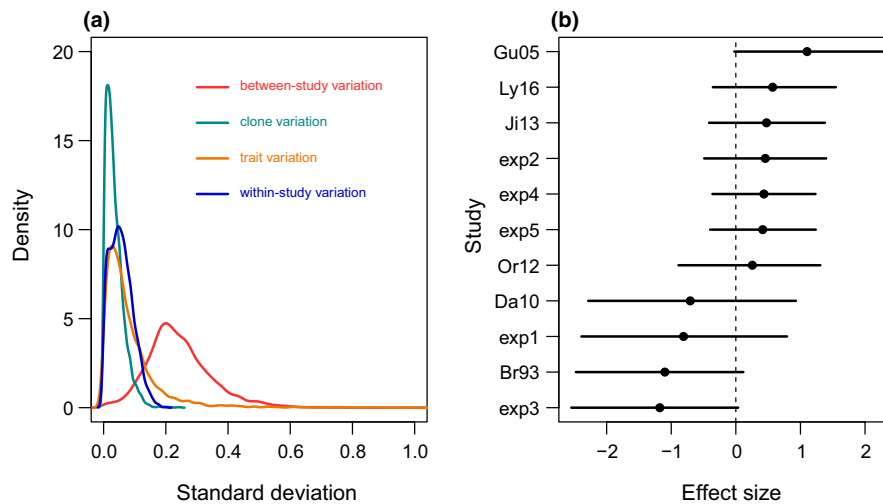 (a)
20
15
10
5
0
Density
between-study variation
clone variation
trait variation
within-study variation
0.0 0.2 0.4 0.6 0.8 1.0
Standard deviation
(b)
Study
Gu05
Ly16
Ji13
exp2
exp4
exp5
Or12
Da10
exp1
Br93
exp3
−2 −1 0 1 2
Effect size